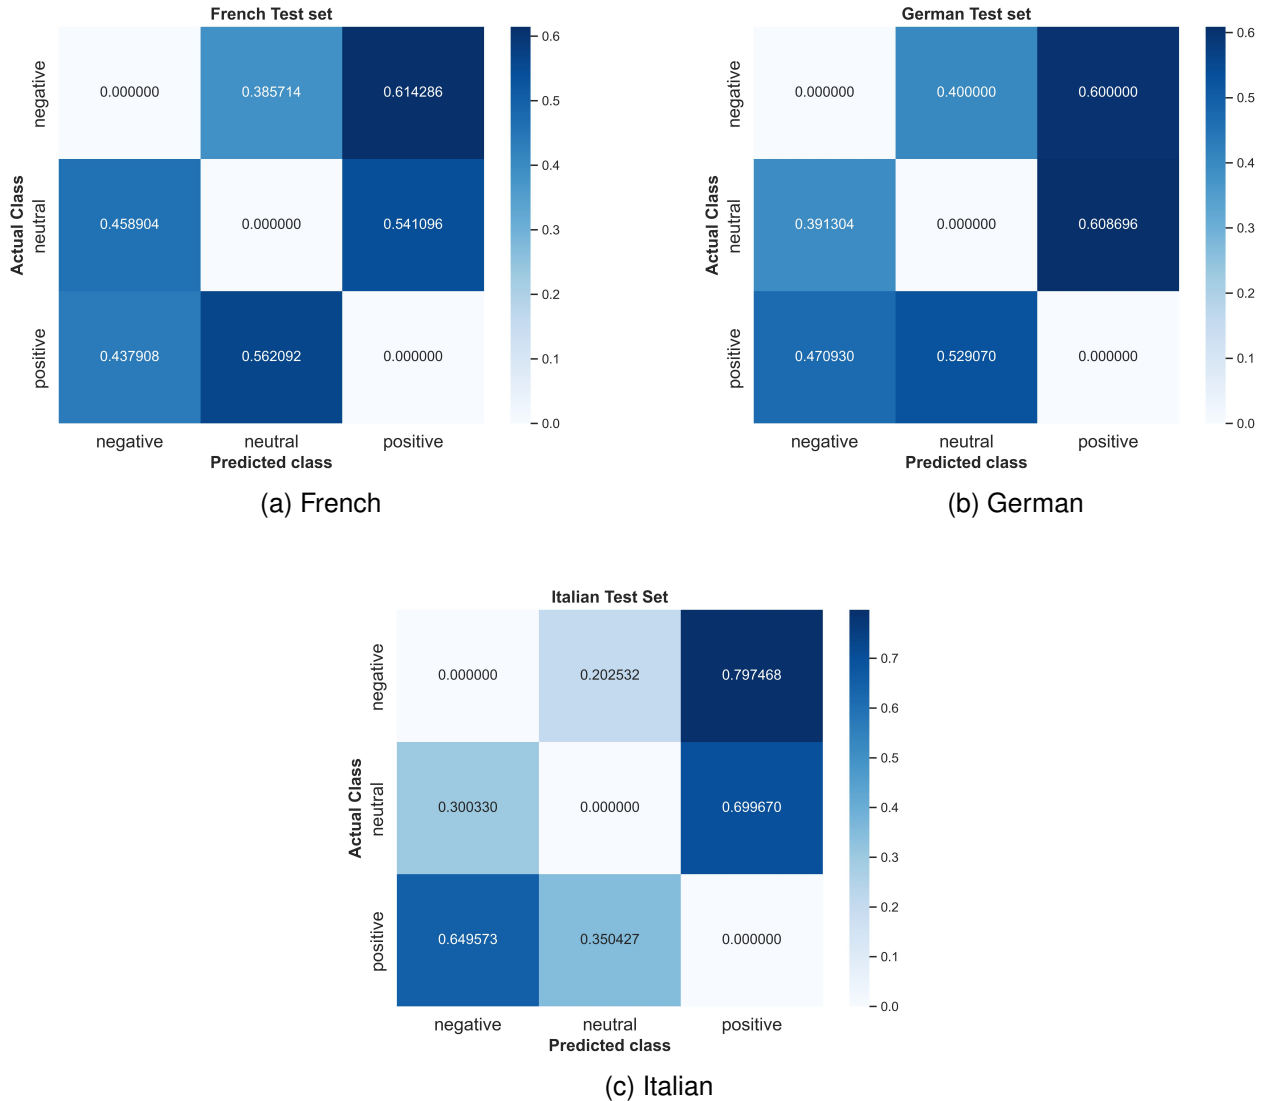 French Test set
negative 0.000000 0.385714 0.614286
neutral 0.458904 0.000000 0.541096
positive 0.437908 0.562092 0.000000
Actual Class
negative neutral positive
Predicted class
0.6
0.5
0.4
0.3
0.2
0.1
0.0
(a) French
German Test set
negative 0.000000 0.400000 0.600000
neutral 0.391304 0.000000 0.608696
positive 0.470930 0.529070 0.000000
Actual Class
negative neutral positive
Predicted class
0.6
0.5
0.4
0.3
0.2
0.1
0.0
(b) German
Italian Test Set
negative 0.000000 0.202532 0.797468
neutral 0.300330 0.000000 0.699670
positive 0.649573 0.350427 0.000000
Actual Class
negative neutral positive
Predicted class
0.7
0.6
0.5
0.4
0.3
0.2
0.1
0.0
(c) Italian